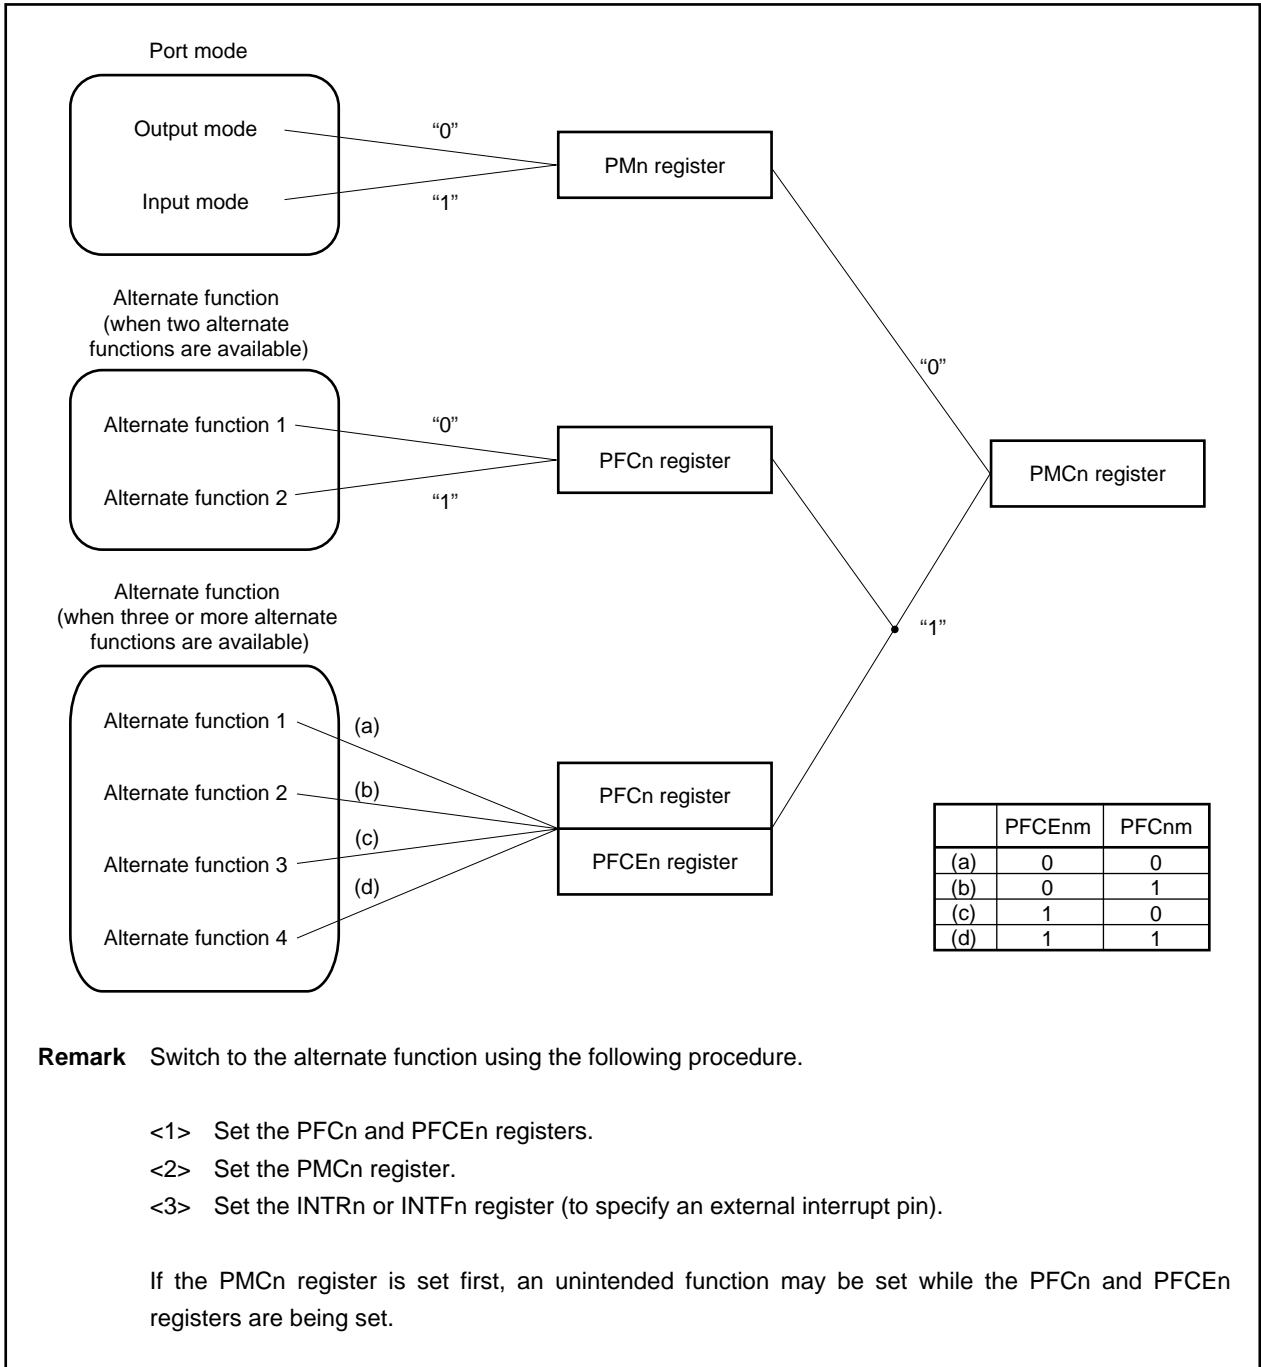 Port mode
Output mode
Input mode
“0”
“1”
PMn register
Alternate function
(when two alternate
functions are available)
Alternate function 1
Alternate function 2
“0”
“1”
PFCn register
“0”
PMCn register
“1”
Alternate function
(when three or more alternate
functions are available)
Alternate function 1
Alternate function 2
Alternate function 3
Alternate function 4
(a)
(b)
(c)
(d)
PFCn register
PFCEn register
PFCEnm PFCnm
(a) 0 0
(b) 0 1
(c) 1 0
(d) 1 1
Remark Switch to the alternate function using the following procedure.
<1> Set the PFCn and PFCEn registers.
<2> Set the PMCn register.
<3> Set the INTRn or INTFn register (to specify an external interrupt pin).
If the PMCn register is set first, an unintended function may be set while the PFCn and PFCEn
registers are being set.